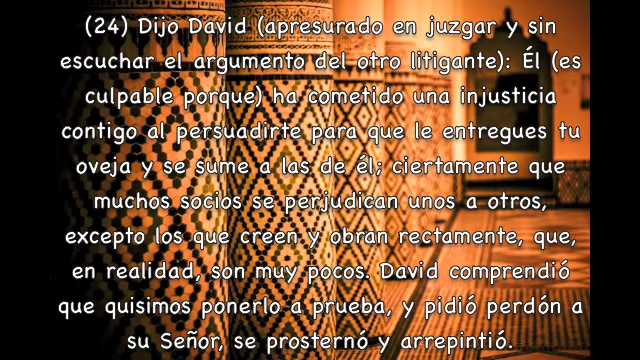 (24) Dijo David (apresurado en juzgar y sin
escuchar el argumento del otro litigante): Él (es
culpable porque) ha cometido una injusticia
contigo al persuadirte para que le entregues tu
oveja y se sume a las de él; ciertamente que
muchos socios se perjudican unos a otros,
excepto los que creen y obran rectamente, que,
en realidad, son muy pocos. David comprendió
que quisimos ponerlo a prueba, y pidió perdón a
su Señor, se prosternó y arrepintió.